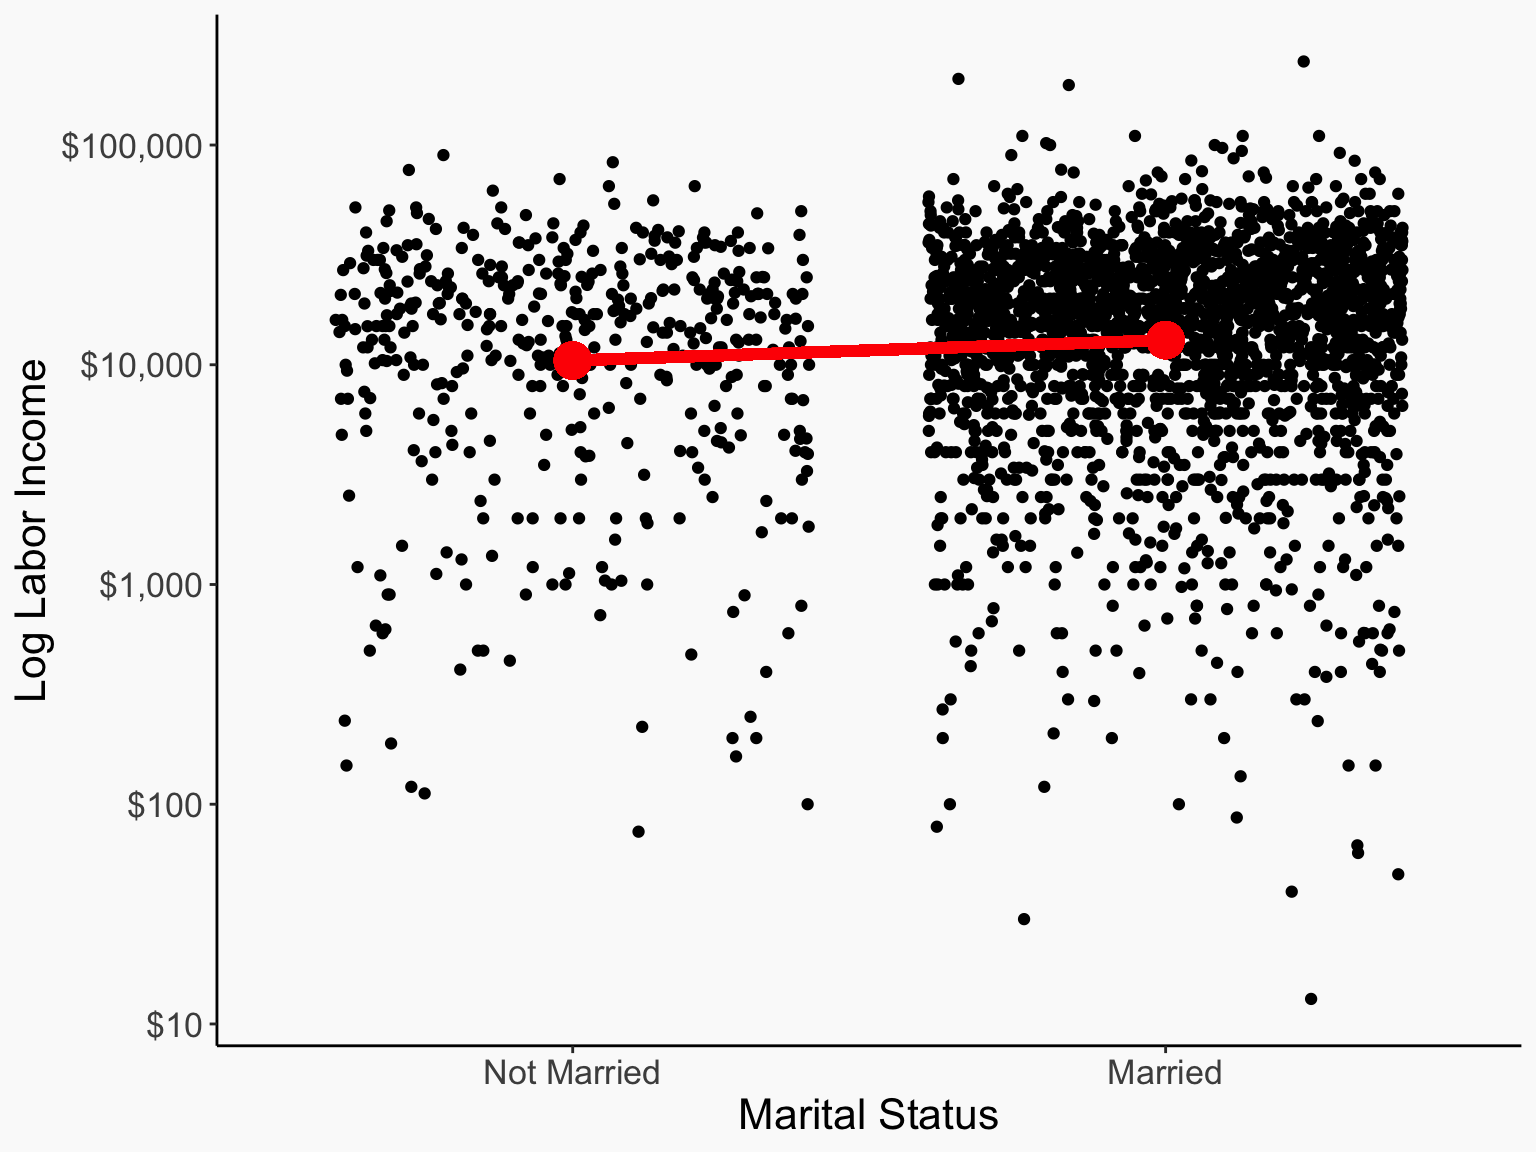 Log Labor Income
$100,000
$10,000
$1,000
$100
$10
Not Married
Married
Marital Status